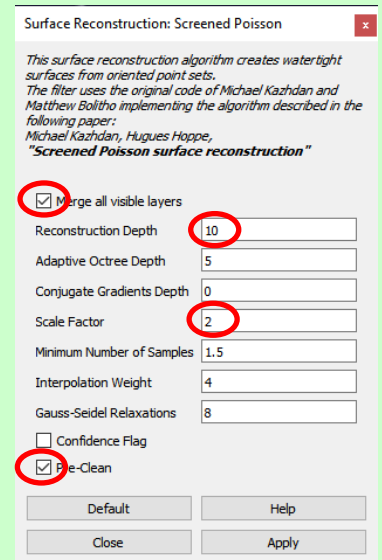 Surface Reconstruction: Screened Poisson
x
This surface reconstruction algorithm creates watertight
surfaces from oriented point sets.
The filter uses the original code of Michael Kazhdan and
Matthew Bolitho implementing the algorithm described in the
following paper:
Michael Kazhdan, Hugues Hoppe,
"Screened Poisson surface reconstruction"
Merge all visible layers
Reconstruction Depth 10
Adaptive Octree Depth 5
Conjugate Gradients Depth 0
Scale Factor 2
Minimum Number of Samples 1.5
Interpolation Weight 4
Gauss-Seidel Relaxations 8
Confidence Flag
Pre-Clean
Default Help
Close Apply